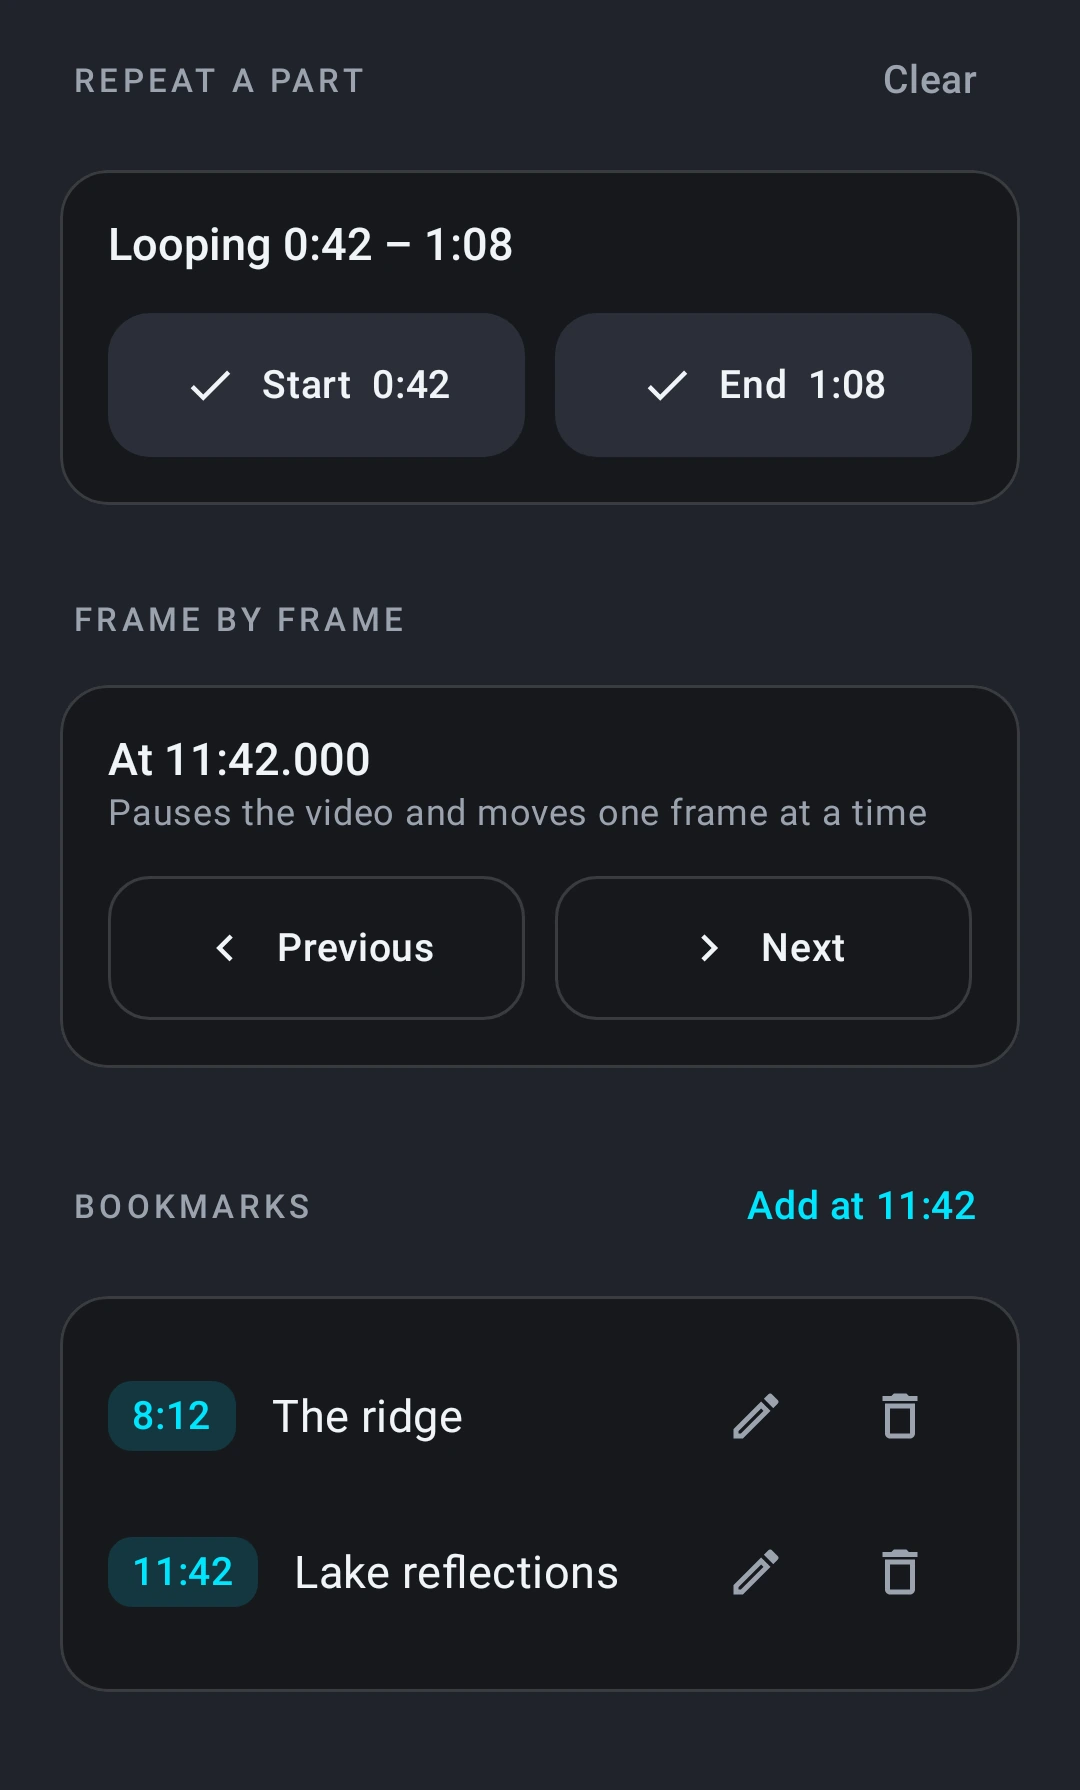 REPEAT A PART Clear
Looping 0:42 – 1:08
Start 0:42 End 1:08
FRAME BY FRAME
At 11:42.000
Pauses the video and moves one frame at a time
Previous Next
BOOKMARKS Add at 11:42
8:12 The ridge
11:42 Lake reflections